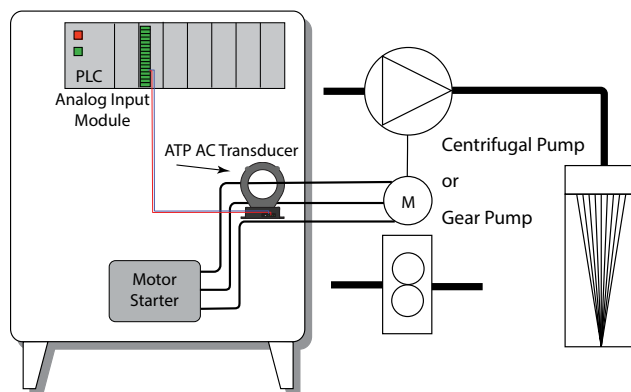 PLC
Analog Input
Module
ATP AC Transducer
Centrifugal Pump
or
Gear Pump
M
Motor
Starter